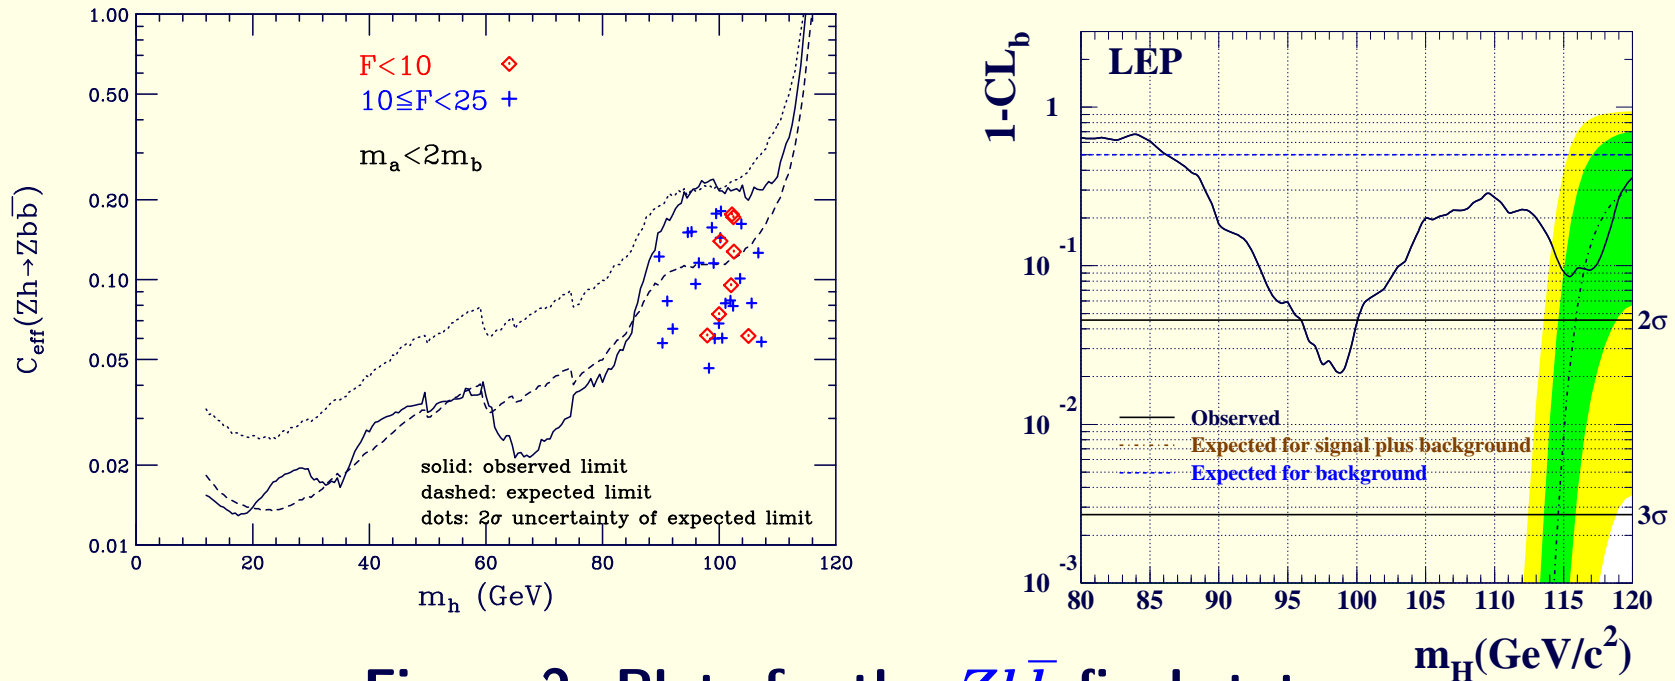 1.00
0.50
0.20
0.10
0.05
0.02
0.01
C_eff(Zh→Zbb̅)
F<10
10≦F<25
m_a<2m_b
solid: observed limit
dashed: expected limit
dots: 2σ uncertainty of expected limit
0 20 40 60 80 100 120
m_h (GeV)
1-CL_b
LEP
1
10^-1
10^-2
10^-3
2σ
3σ
Observed
Expected for signal plus background
Expected for background
80 85 90 95 100 105 110 115 120
m_H(GeV/c^2)